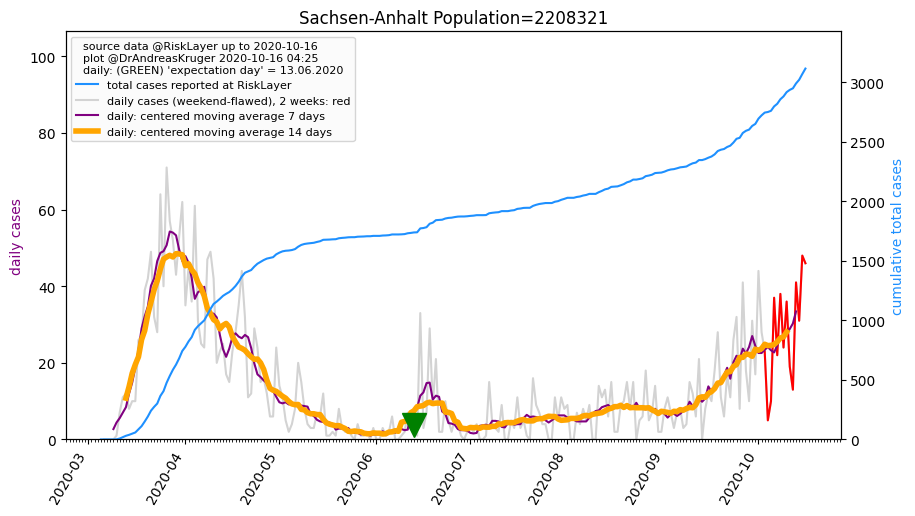 Sachsen-Anhalt Population=2208321
source data @RiskLayer up to 2020-10-16
plot @DrAndreasKruger 2020-10-16 04:25
daily: (GREEN) 'expectation day' = 13.06.2020
total cases reported at RiskLayer
daily cases (weekend-flawed), 2 weeks: red
daily: centered moving average 7 days
daily: centered moving average 14 days
daily cases
100
80
60
40
20
0
cumulative total cases
3000
2500
2000
1500
1000
500
0
2020-03
2020-04
2020-05
2020-06
2020-07
2020-08
2020-09
2020-10